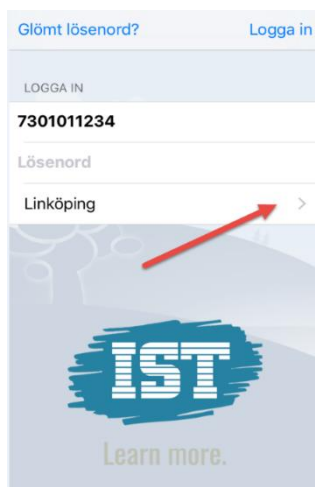 Glömt lösenord? Logga in
LOGGA IN
7301011234
Lösenord
Linköping
IST
Learn more.